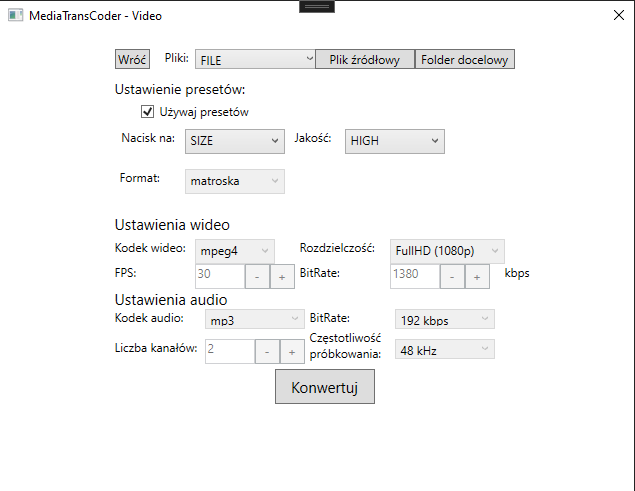 MediaTransCoder - Video
Wróć Pliki: FILE Plik źródłowy Folder docelowy
Ustawienie presetów:
Używaj presetów
Nacisk na: SIZE Jakość: HIGH
Format: matroska
Ustawienia wideo
Kodek wideo: mpeg4 Rozdzielczość: FullHD (1080p)
FPS: 30 - + BitRate: 1380 - + kbps
Ustawienia audio
Kodek audio: mp3 BitRate: 192 kbps
Liczba kanałów: 2 - + Częstotliwość
próbkowania: 48 kHz
Konwertuj